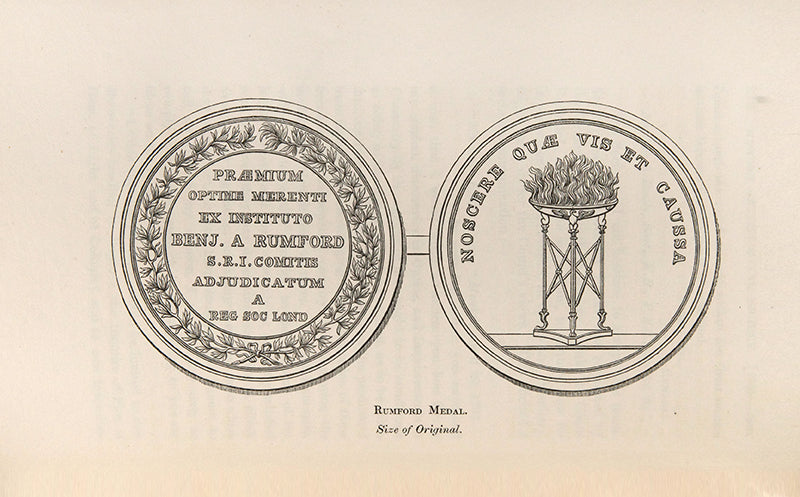 PRÆMIUM
OPTIME MERENTI
EX INSTITUTO
BENJ. A RUMFORD
S.R.I. COMITIS
ADJUDICATUM
A
REG SOC LOND
NOSCERE QUÆ VIS ET CAUSSA
RUMFORD MEDAL.
Size of Original.